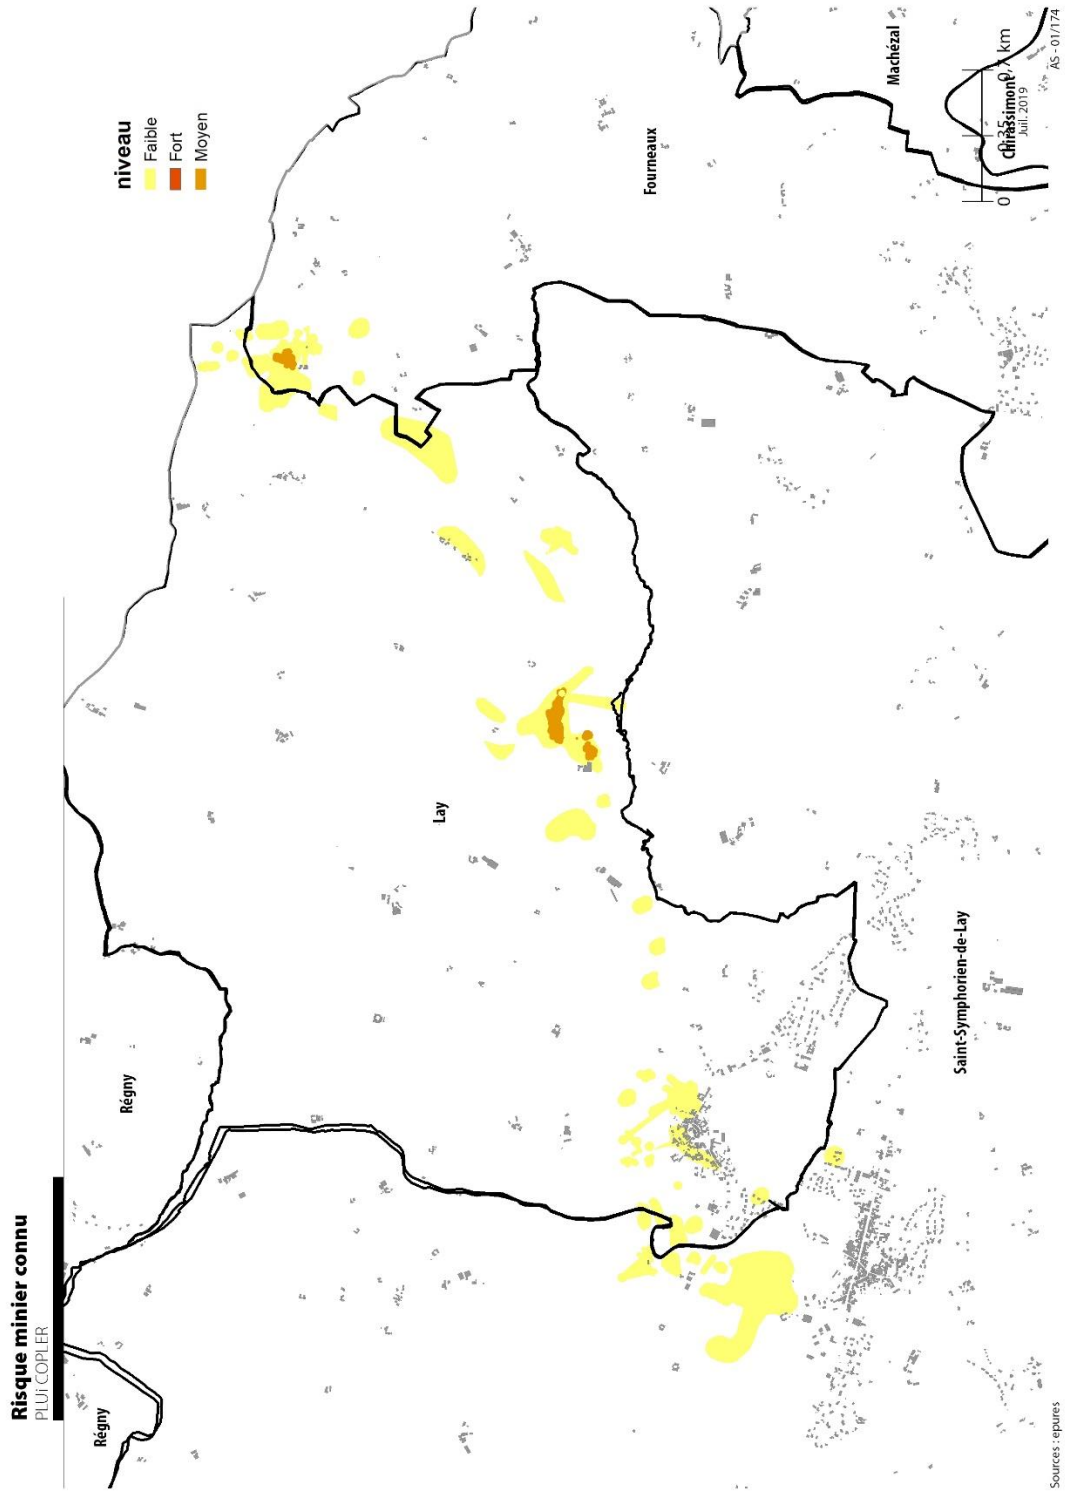 Risque minier connu
PLUi COPLER
niveau
Faible
Fort
Moyen
Régny
Régny
Lay
Fourneaux
Machézal
Chirassimont
Saint-Symphorien-de-Lay
0 0,35 0,7 km
Juil. 2019
Sources : epures
AS - 01/174